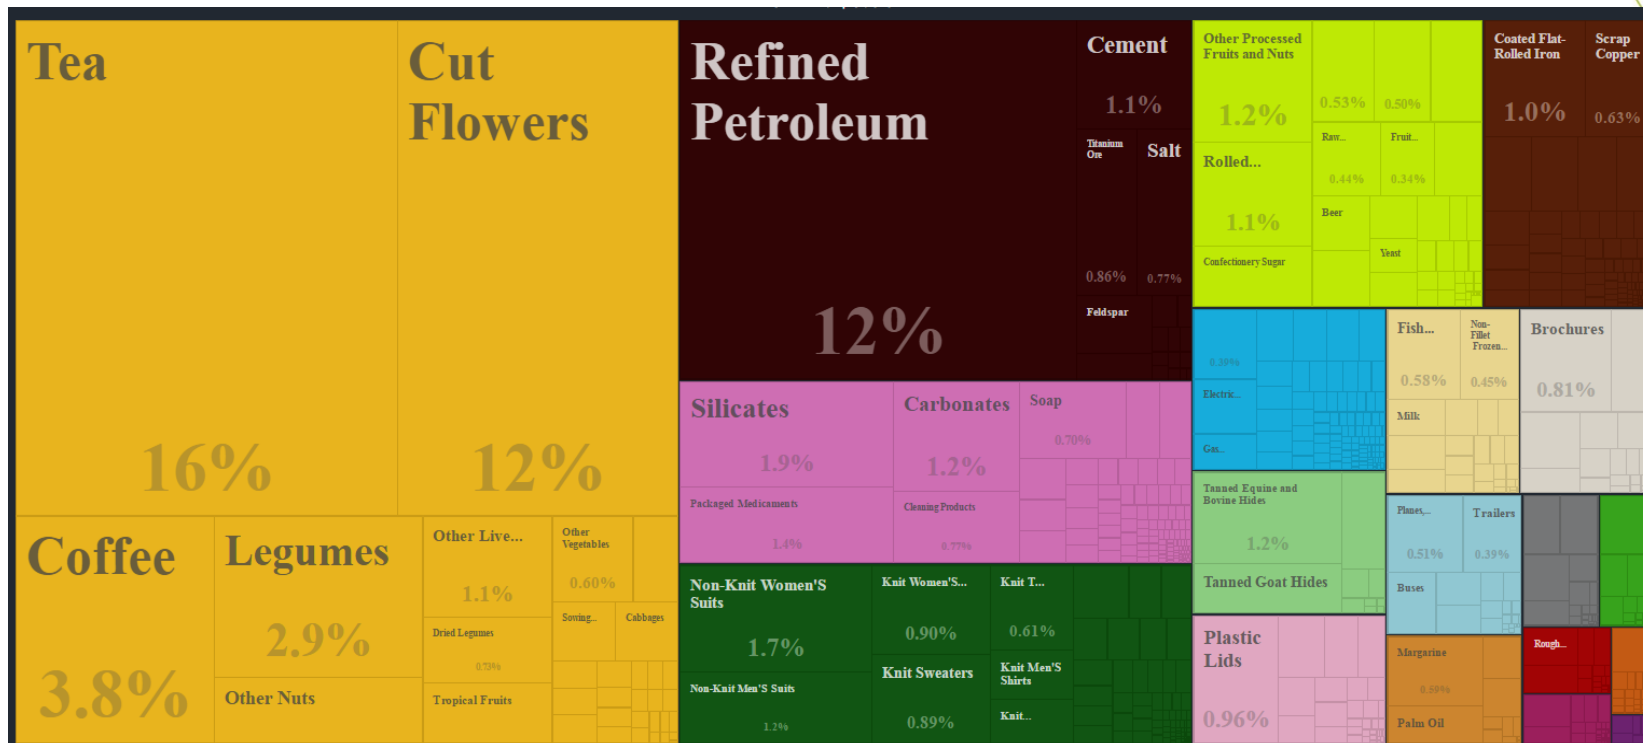 Tea
16%
Cut
Flowers
12%
Coffee
3.8%
Legumes
2.9%
Other Nuts
Other Live...
1.1%
Dried Legumes
0.73%
Tropical Fruits
Other
Vegetables
0.60%
Sowing...
Cabbages
Refined
Petroleum
12%
Cement
1.1%
Titanium
Ore
0.86%
Salt
0.77%
Feldspar
Silicates
1.9%
Packaged Medicaments
1.4%
Carbonates
1.2%
Cleaning Products
0.77%
Soap
0.70%
Non-Knit Women'S
Suits
1.7%
Non-Knit Men'S Suits
1.2%
Knit Women'S...
0.90%
Knit Sweaters
0.89%
Knit T...
0.61%
Knit Men'S
Shirts
Knit...
Other Processed
Fruits and Nuts
1.2%
Rolled...
1.1%
Confectionery Sugar
0.53%
0.50%
Raw...
0.44%
Fruit...
0.34%
Beer
Yeast
Coated Flat-
Rolled Iron
1.0%
Scrap
Copper
0.63%
0.39%
Electric...
Gas...
Fish...
0.58%
Non-
Fillet
Frozen...
0.45%
Milk
Brochures
0.81%
Tanned Equine and
Bovine Hides
1.2%
Tanned Goat Hides
Planes,...
0.51%
Trailers
0.39%
Buses
Plastic
Lids
0.96%
Margarine
0.59%
Palm Oil
Rough...